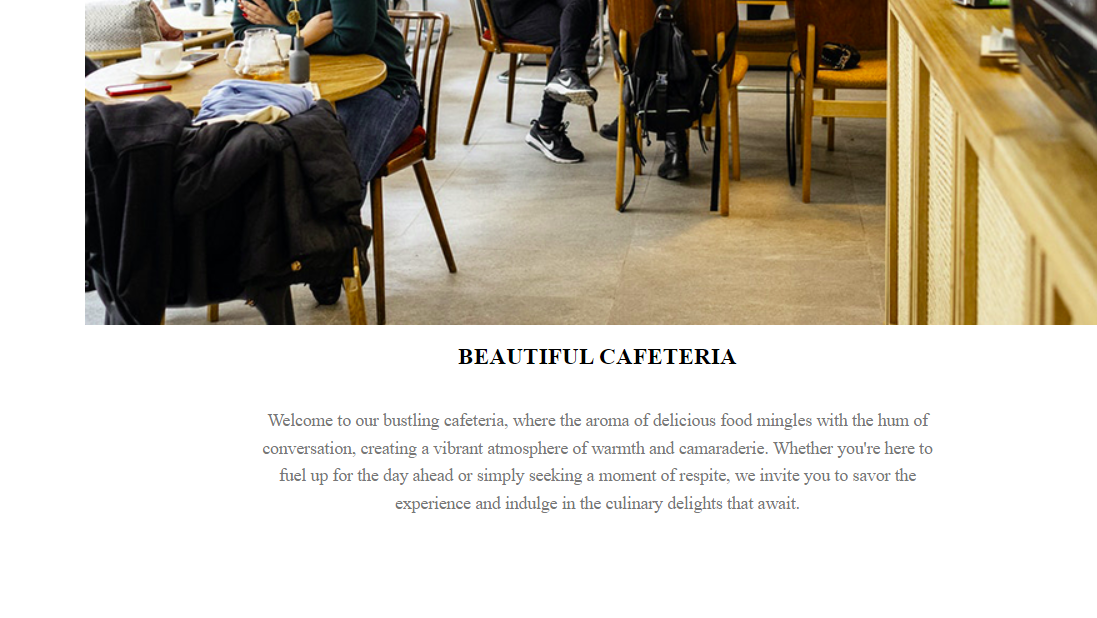 BEAUTIFUL CAFETERIA
Welcome to our bustling cafeteria, where the aroma of delicious food mingles with the hum of
conversation, creating a vibrant atmosphere of warmth and camaraderie. Whether you're here to
fuel up for the day ahead or simply seeking a moment of respite, we invite you to savor the
experience and indulge in the culinary delights that await.